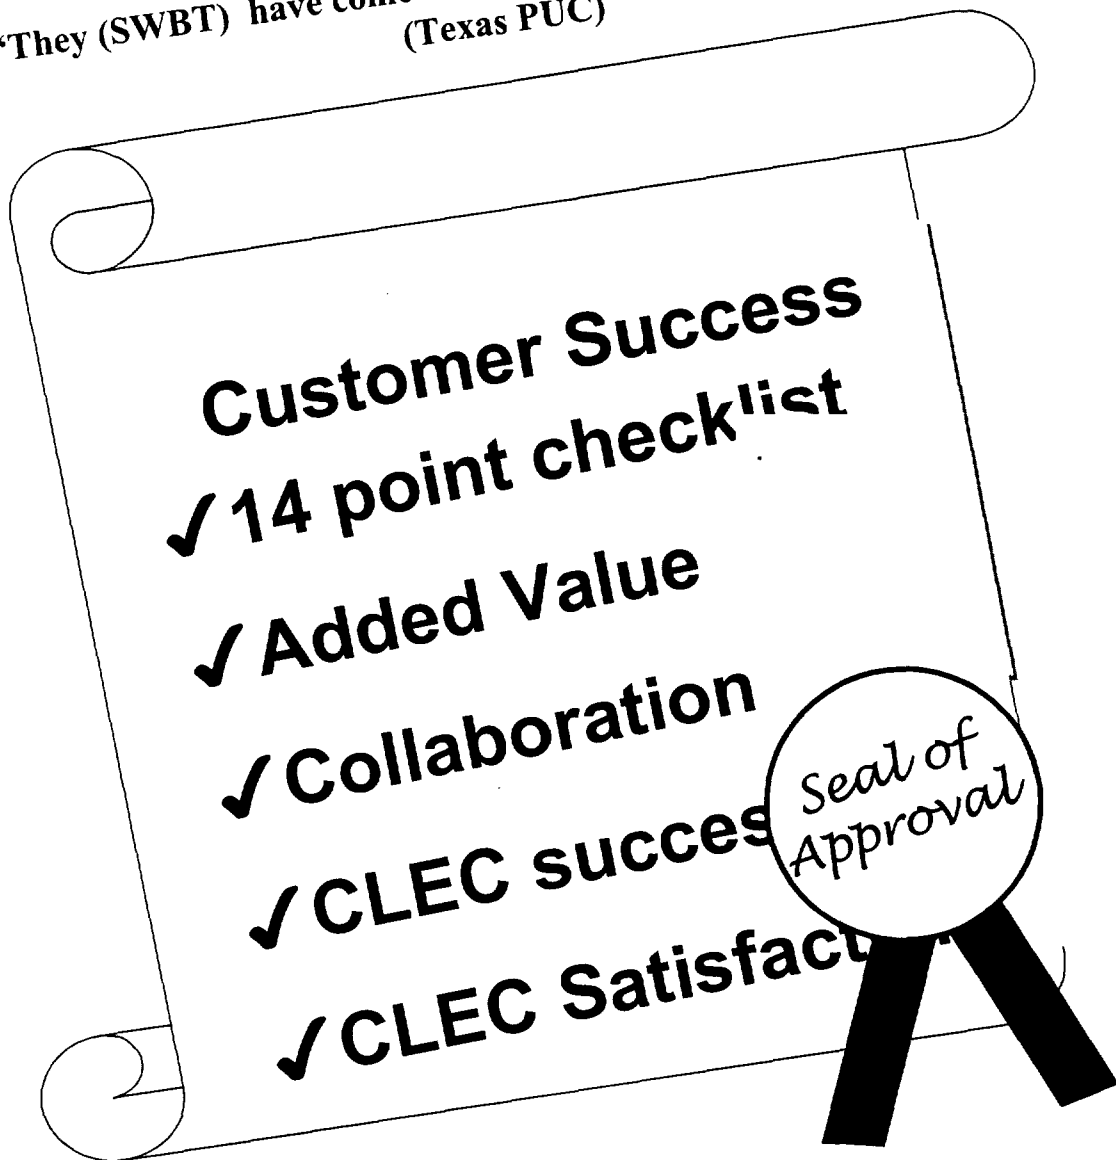 “They (SWBT) have
(Texas PUC)
Customer Success
✓14 point checklist
✓Added Value
✓Collaboration
✓CLEC succes
✓CLEC Satisfact
Seal of
Approval